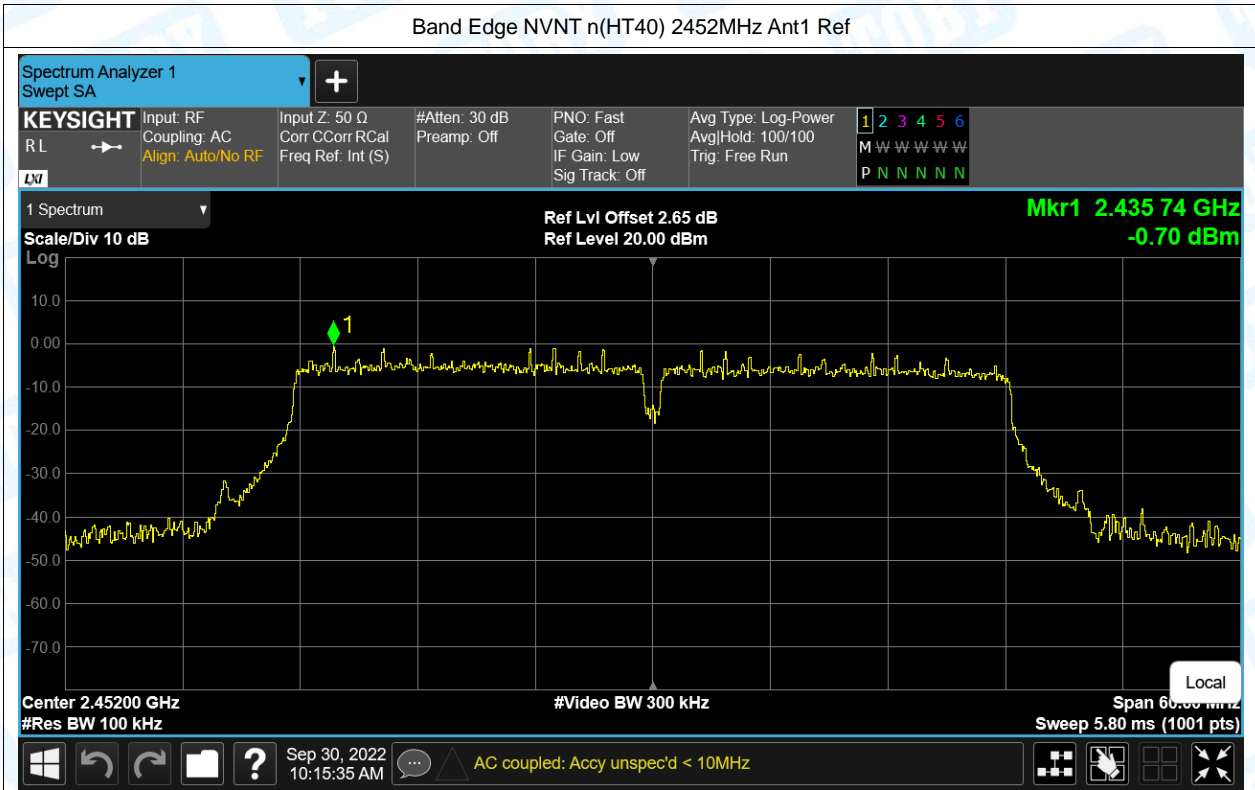 Band Edge NVNT n(HT40) 2452MHz Ant1 Ref
Spectrum Analyzer 1
Swept SA
KEYSIGHT
R L
LXI
Input: RF
Coupling: AC
Align: Auto/No RF
Input Z: 50 Ω
Corr CCorr RCal
Freq Ref: Int (S)
#Atten: 30 dB
Preamp: Off
PNO: Fast
Gate: Off
IF Gain: Low
Sig Track: Off
Avg Type: Log-Power
Avg|Hold: 100/100
Trig: Free Run
1 2 3 4 5 6
M W W W W W
P N N N N N
1 Spectrum
Scale/Div 10 dB
Log
Ref Lvl Offset 2.65 dB
Ref Level 20.00 dBm
Mkr1 2.435 74 GHz
-0.70 dBm
1
10.0
0.00
-10.0
-20.0
-30.0
-40.0
-50.0
-60.0
-70.0
Local
Center 2.45200 GHz
#Video BW 300 kHz
Span 60.00 MHz
#Res BW 100 kHz
Sweep 5.80 ms (1001 pts)
?
Sep 30, 2022
10:15:35 AM
AC coupled: Accy unspec'd < 10MHz